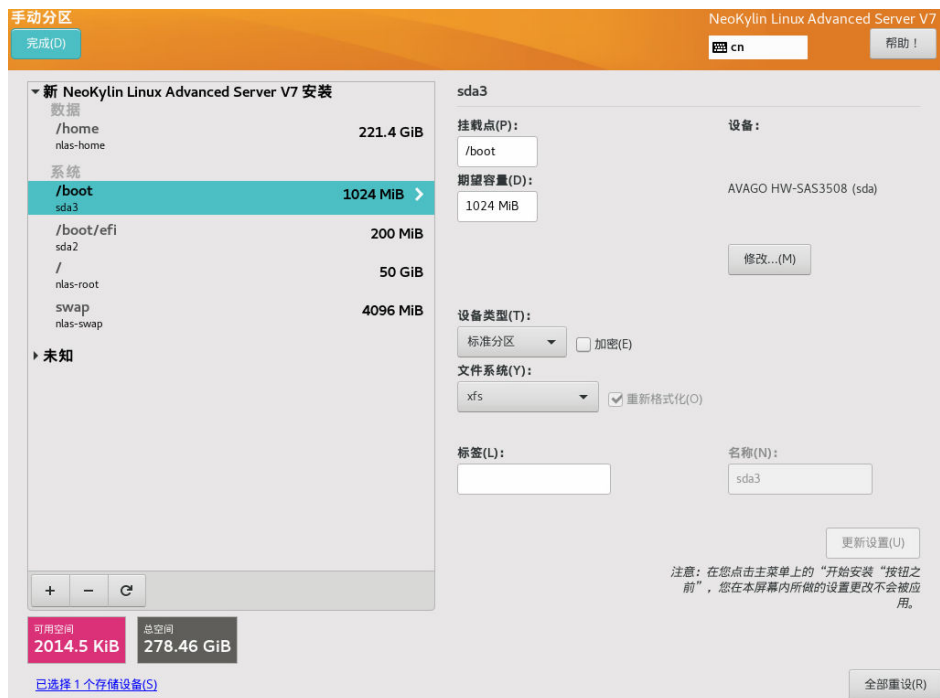 手动分区
NeoKylin Linux Advanced Server V7
完成(D)
cn
帮助！
新 NeoKylin Linux Advanced Server V7 安装
数据
/home
221.4 GiB
nlas-home
系统
/boot
1024 MiB
sda3
/boot/efi
200 MiB
sda2
/
50 GiB
nlas-root
swap
4096 MiB
nlas-swap
未知
sda3
挂载点(P)：
设备：
/boot
期望容量(D)：
AVAGO HW-SAS3508 (sda)
1024 MiB
修改...(M)
设备类型(T)：
标准分区
加密(E)
文件系统(Y)：
xfs
重新格式化(O)
标签(L)：
名称(N)：
sda3
更新设置(U)
注意：在您点击主菜单上的“开始安装“按钮之
前”，您在本屏幕内所做的设置更改不会被应
用。
可用空间
2014.5 KiB
总空间
278.46 GiB
已选择 1 个存储设备(S)
全部重设(R)